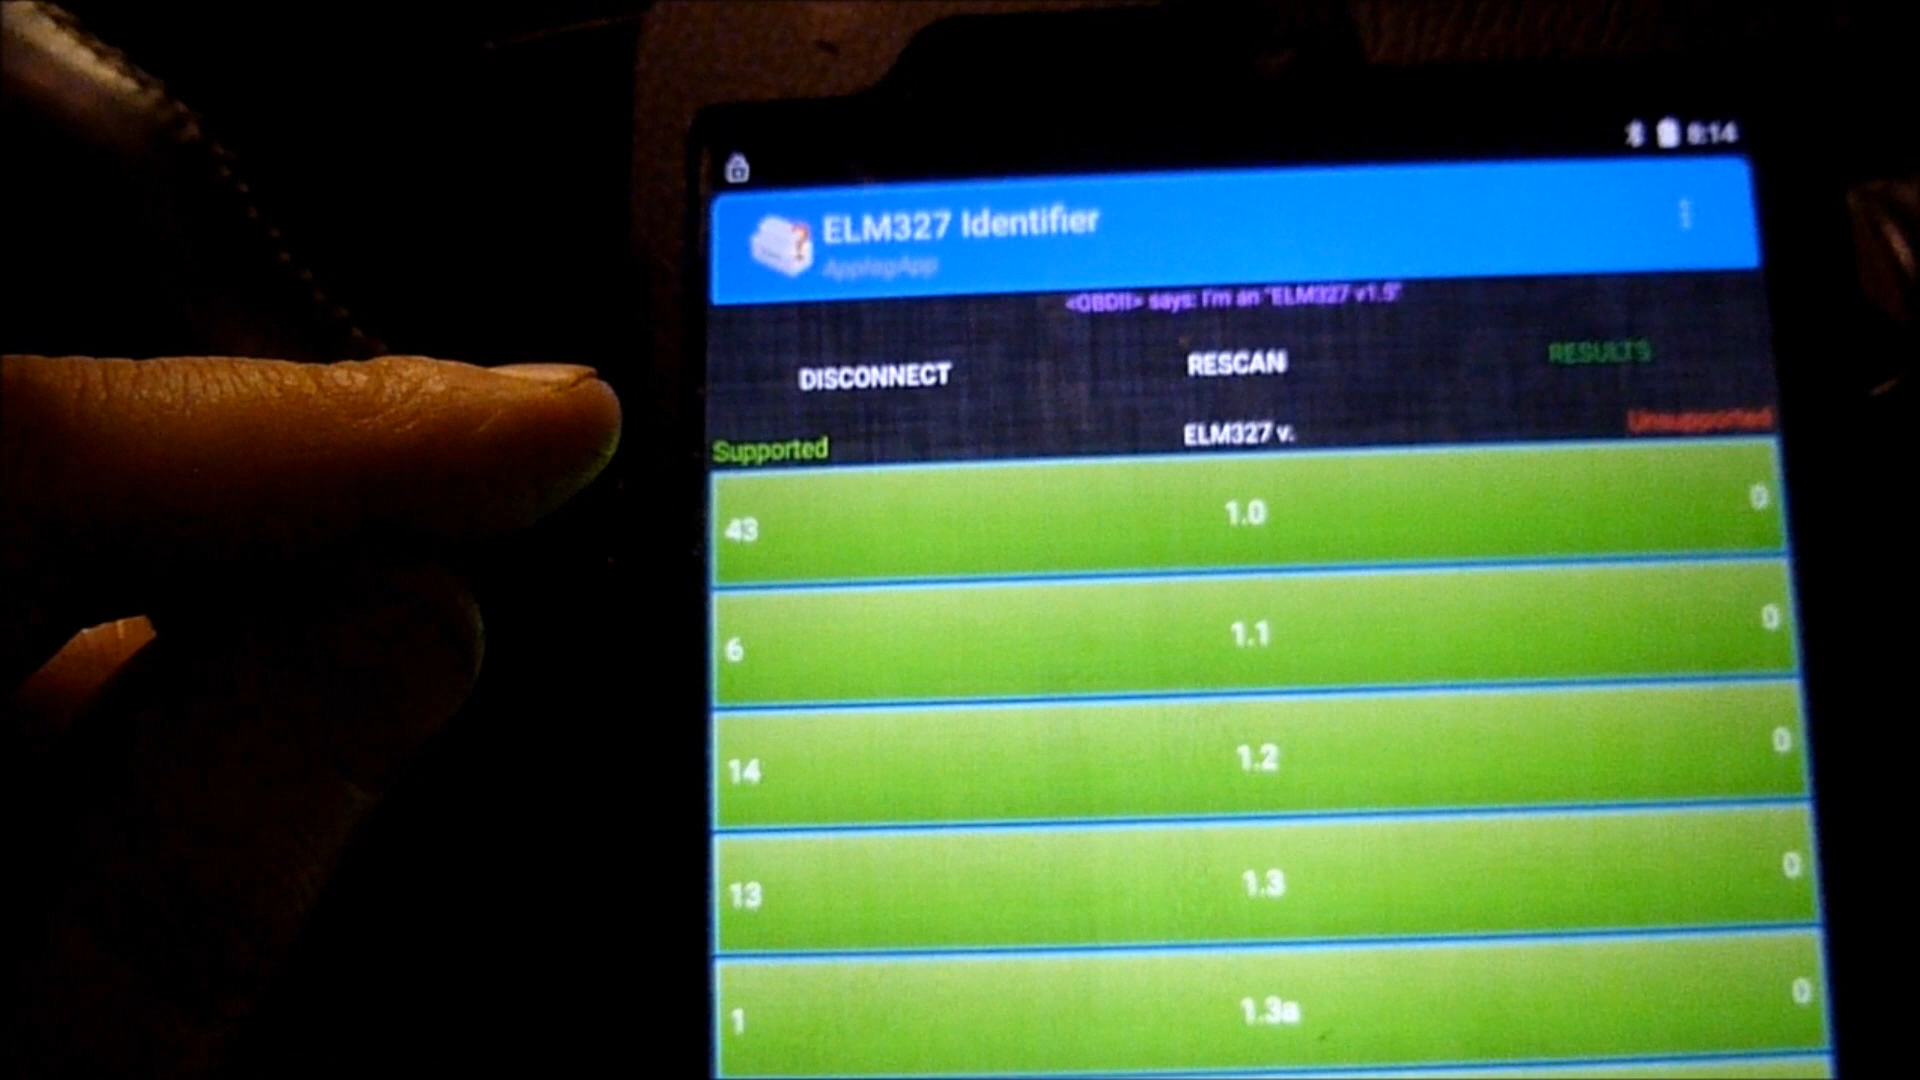 8:14
ELM327 Identifier
ApplagApp
<OBDII> says: I'm an "ELM327 v1.5"
DISCONNECT RESCAN RESULTS
Supported ELM327 v. Unsupported
43 1.0 0
6 1.1 0
14 1.2 0
13 1.3 0
1 1.3a 0